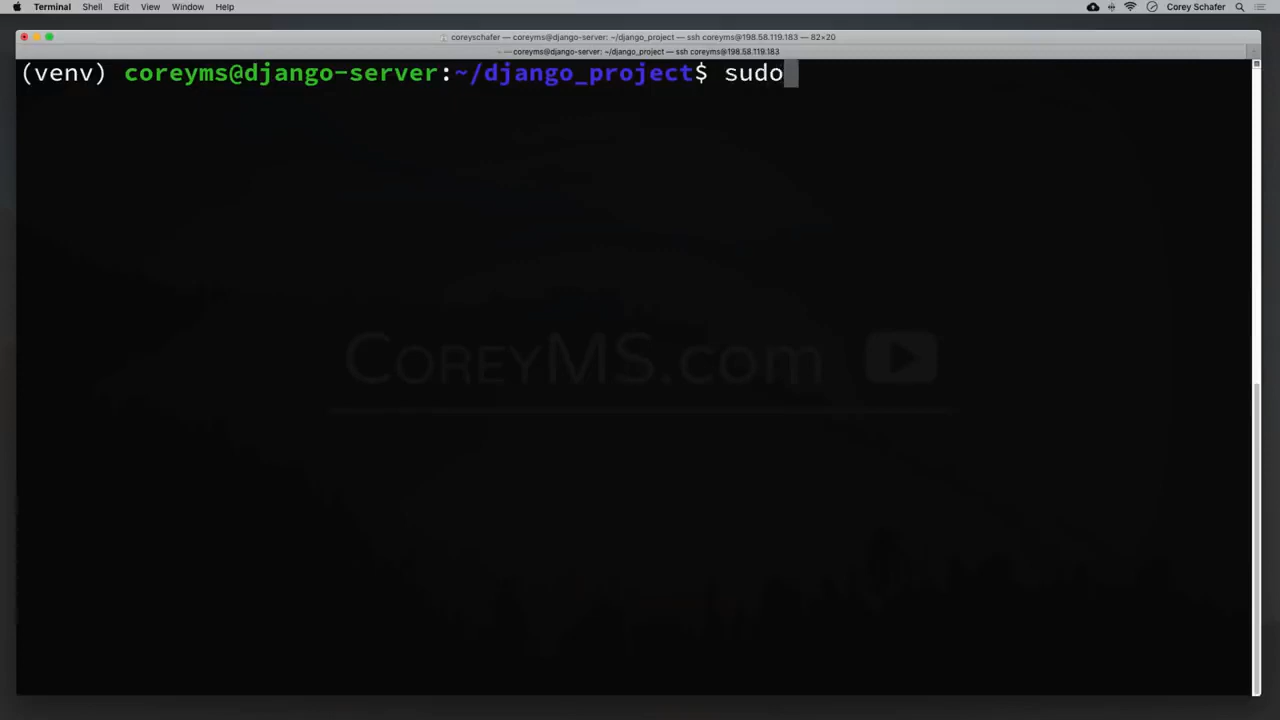 Terminal Shell Edit View Window Help Corey Schafer
coreyschafer — coreyms@django-server: ~/django_project — ssh coreyms@198.58.119.183 — 82×20
~ — coreyms@django-server: ~/django_project — ssh coreyms@198.58.119.183
(venv) coreyms@django-server:~/django_project$ sudo
CoreyMS.com